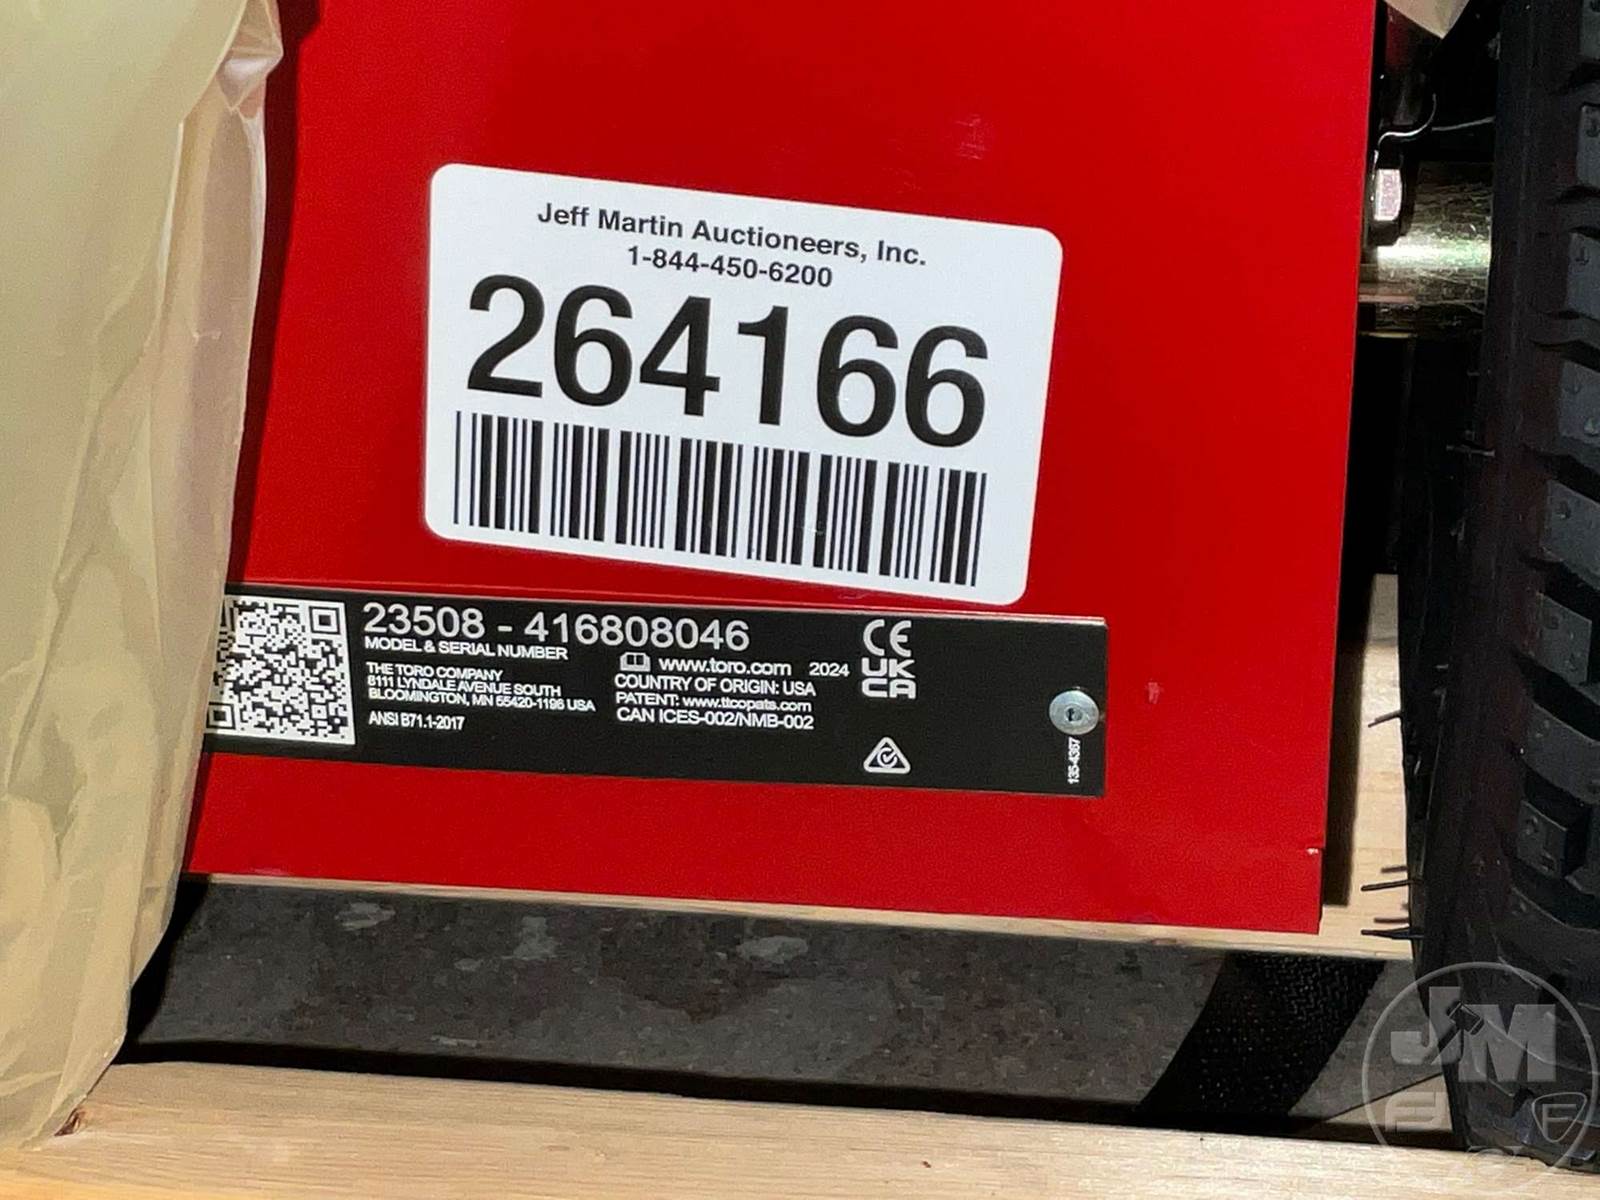 Jeff Martin Auctioneers, Inc.
1-844-450-6200
264166
23508 - 416808046
MODEL & SERIAL NUMBER
THE TORO COMPANY
8111 LYNDALE AVENUE SOUTH
BLOOMINGTON, MN 55420-1196 USA
ANSI B71.1-2017
www.toro.com 2024
COUNTRY OF ORIGIN: USA
PATENT: www.ttcopats.com
CAN ICES-002/NMB-002
CE
UK
CA
135-4367
JM
F